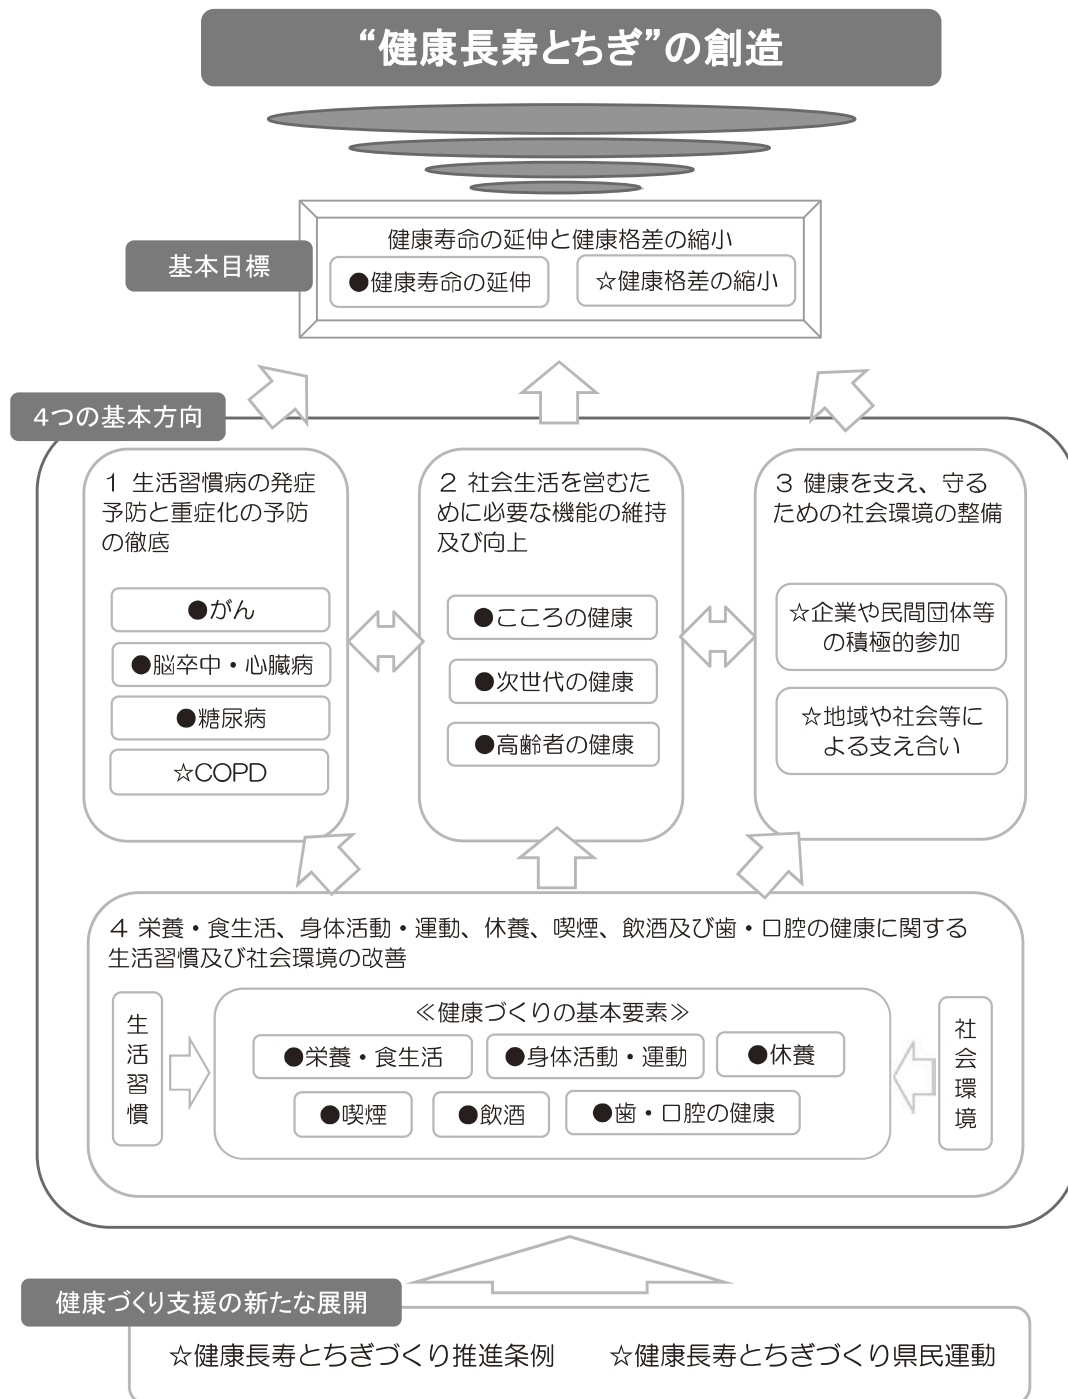 “健康長寿とちぎ”の創造
基本目標
健康寿命の延伸と健康格差の縮小
●健康寿命の延伸
☆健康格差の縮小
4つの基本方向
1 生活習慣病の発症
予防と重症化の予防
の徹底
●がん
●脳卒中・心臓病
●糖尿病
☆COPD
2 社会生活を営むた
めに必要な機能の維持
及び向上
●こころの健康
●次世代の健康
●高齢者の健康
3 健康を支え、守る
ための社会環境の整備
☆企業や民間団体等
の積極的参加
☆地域や社会等に
よる支え合い
4 栄養・食生活、身体活動・運動、休養、喫煙、飲酒及び歯・口腔の健康に関する
生活習慣及び社会環境の改善
生活習慣
≪健康づくりの基本要素≫
●栄養・食生活
●身体活動・運動
●休養
●喫煙
●飲酒
●歯・口腔の健康
社会環境
健康づくり支援の新たな展開
☆健康長寿とちぎづくり推進条例
☆健康長寿とちぎづくり県民運動